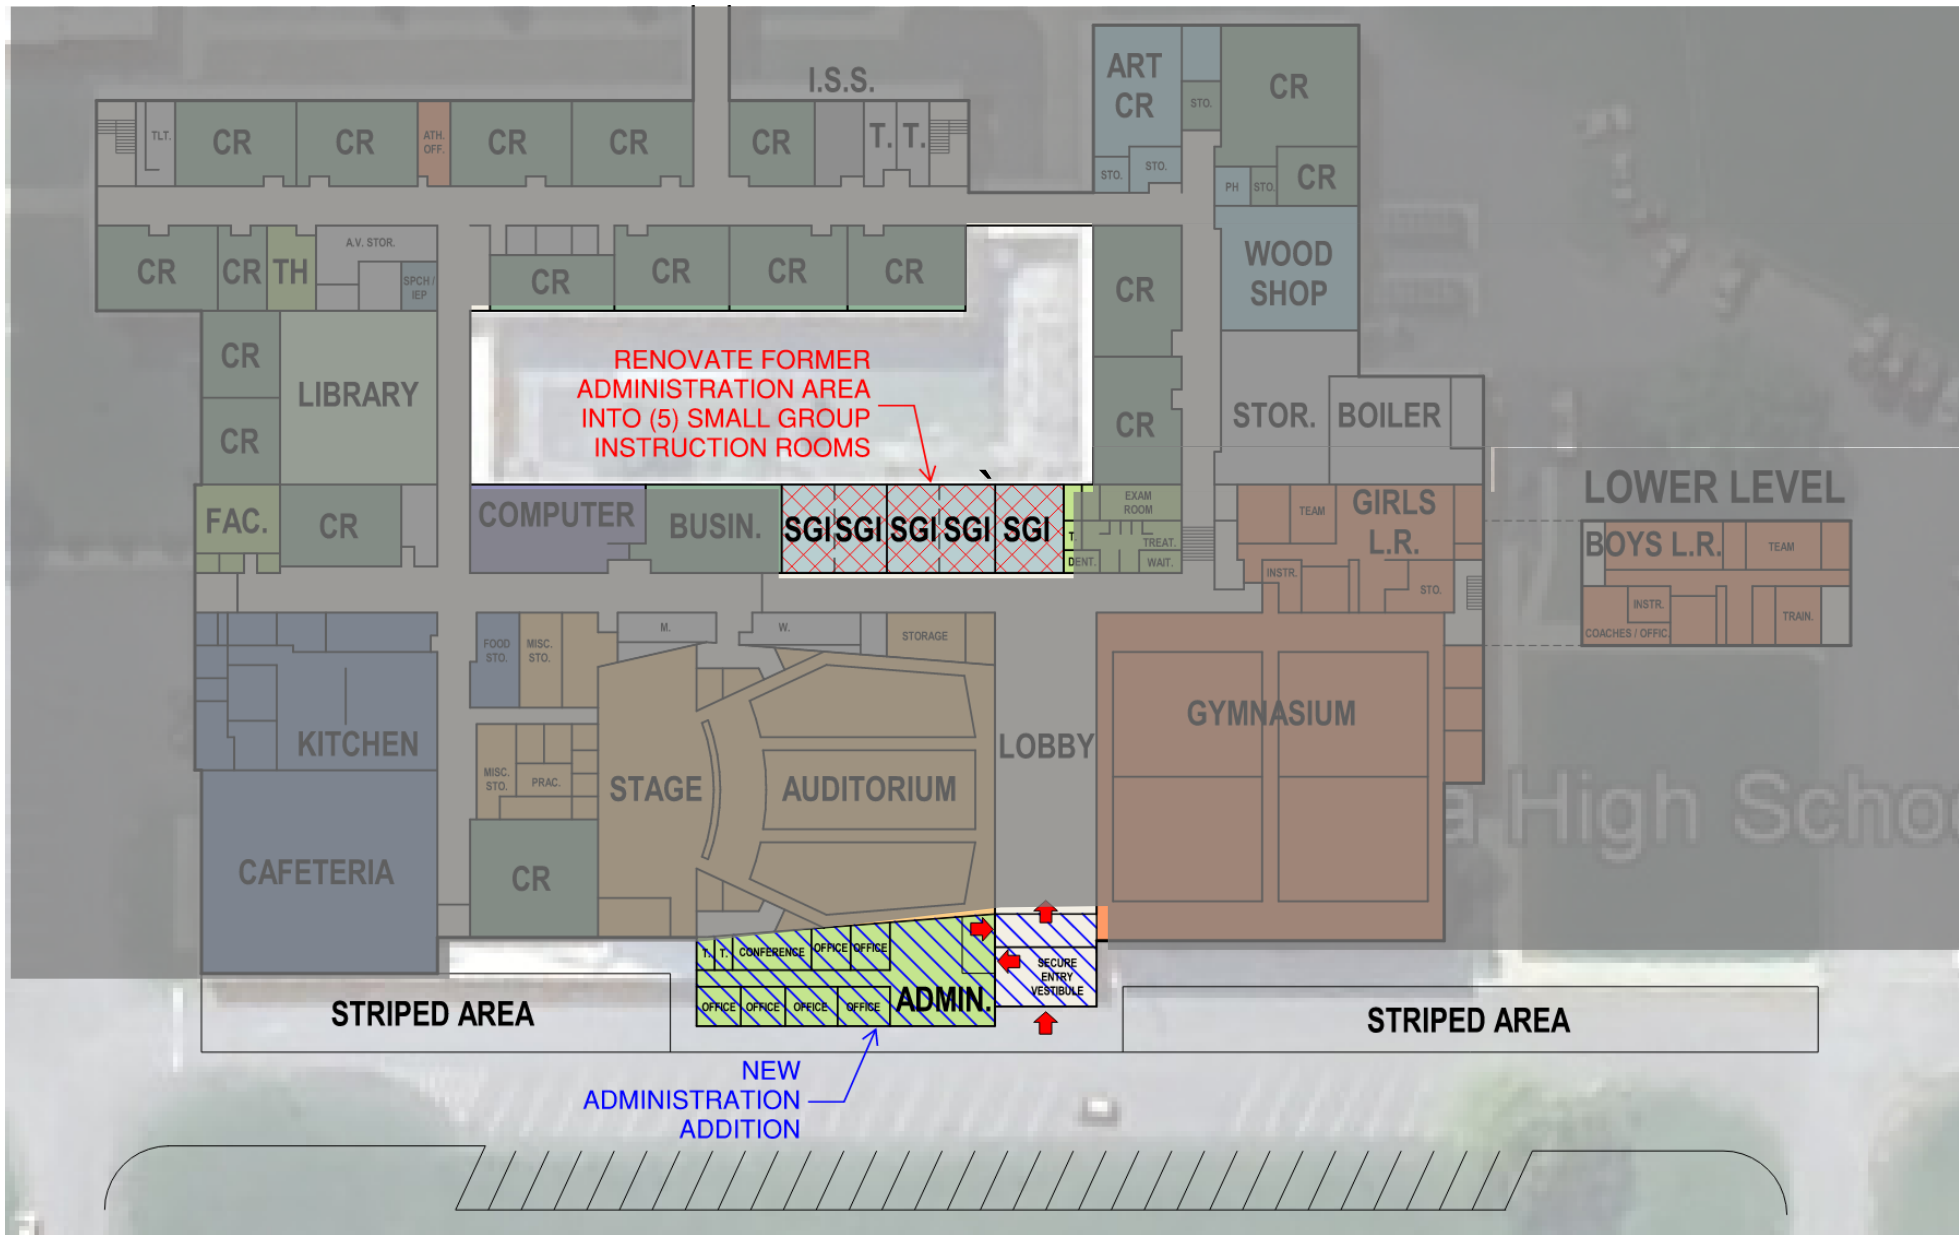 I.S.S.
ART
CR
STO.
CR
TLT.
CR
CR
ATH.
OFF.
CR
CR
CR
T.
T.
STO.
STO.
PH
STO.
CR
CR
CR
TH
A.V. STOR.
SPCH /
IEP
CR
CR
CR
CR
CR
WOOD
SHOP
CR
LIBRARY
CR
RENOVATE FORMER
ADMINISTRATION AREA
INTO (5) SMALL GROUP
INSTRUCTION ROOMS
CR
STOR.
BOILER
LOWER LEVEL
FAC.
CR
COMPUTER
BUSIN.
SGI
SGI
SGI
SGI
SGI
T.
DENT.
EXAM
ROOM
TREAT.
WAIT.
TEAM
GIRLS
L.R.
INSTR.
STO.
BOYS L.R.
TEAM
INSTR.
COACHES / OFFIC.
TRAIN.
FOOD
STO.
MISC.
STO.
M.
W.
STORAGE
KITCHEN
MISC.
STO.
PRAC.
STAGE
AUDITORIUM
LOBBY
GYMNASIUM
a High Schoo
CAFETERIA
CR
T.
T.
CONFERENCE
OFFICE
OFFICE
SECURE
ENTRY
VESTIBULE
OFFICE
OFFICE
OFFICE
OFFICE
ADMIN.
STRIPED AREA
STRIPED AREA
NEW
ADMINISTRATION
ADDITION